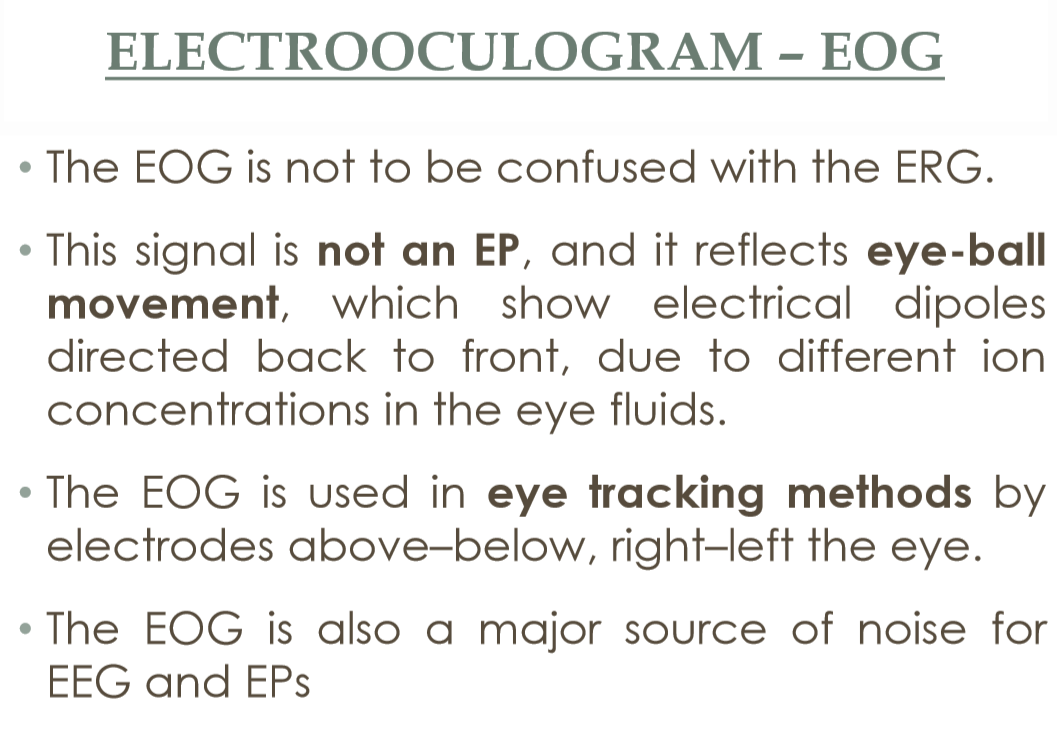 ELECTROOCULOGRAM – EOG
• The EOG is not to be confused with the ERG.
• This signal is not an EP, and it reflects eye-ball
movement, which show electrical dipoles
directed back to front, due to different ion
concentrations in the eye fluids.
• The EOG is used in eye tracking methods by
electrodes above–below, right–left the eye.
• The EOG is also a major source of noise for
EEG and EPs